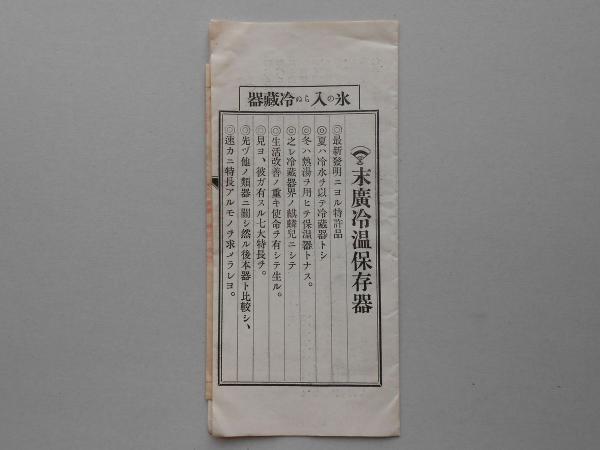 氷の入らぬ冷藏器
末廣冷温保存器
◎最新發明ニヨル特許品
◎夏ハ冷水ヲ以テ冷藏器トシ
◎冬ハ熱湯ヲ用ヒテ保温器トナス。
◎之レ冷藏器界ノ麒麟兒ニシテ
◎生活改善ノ重キ使命ヲ有シテ生ル。
◎見ヨ、彼ガ有スル七大特長ヲ。
◎先ヅ他ノ類器ニ關シ然ル後本器ト比較シ、
◎速カニ特長アルモノヲ求メラレヨ。